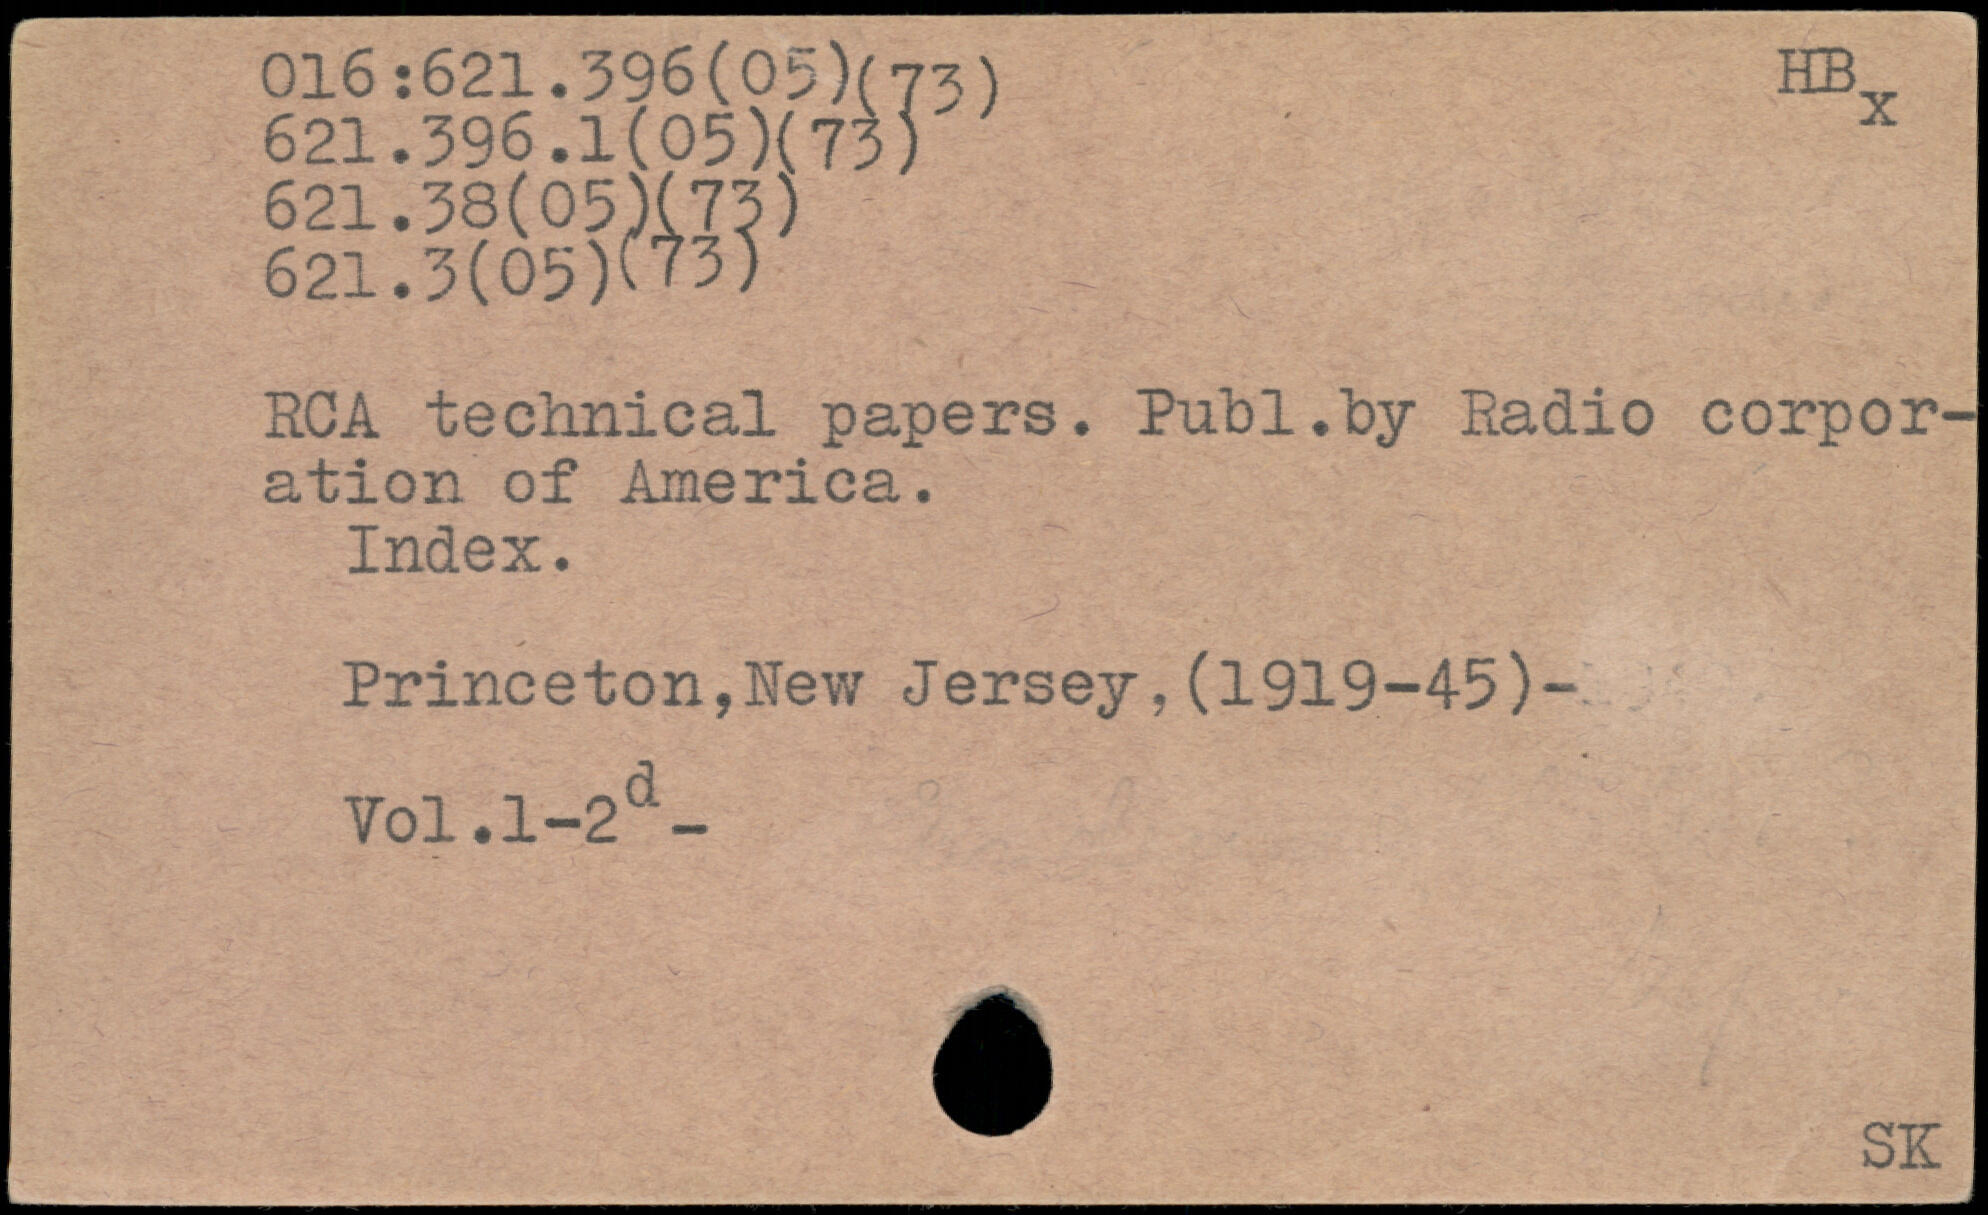 016:621.396(05)(73) HBx
621.396.1(05)(73)
621.38(05)(73)
621.3(05)(73)
RCA technical papers. Publ.by Radio corpor-
ation of America.
Index.
Princeton,New Jersey,(1919-45)-
Vol.1-2d-
SK